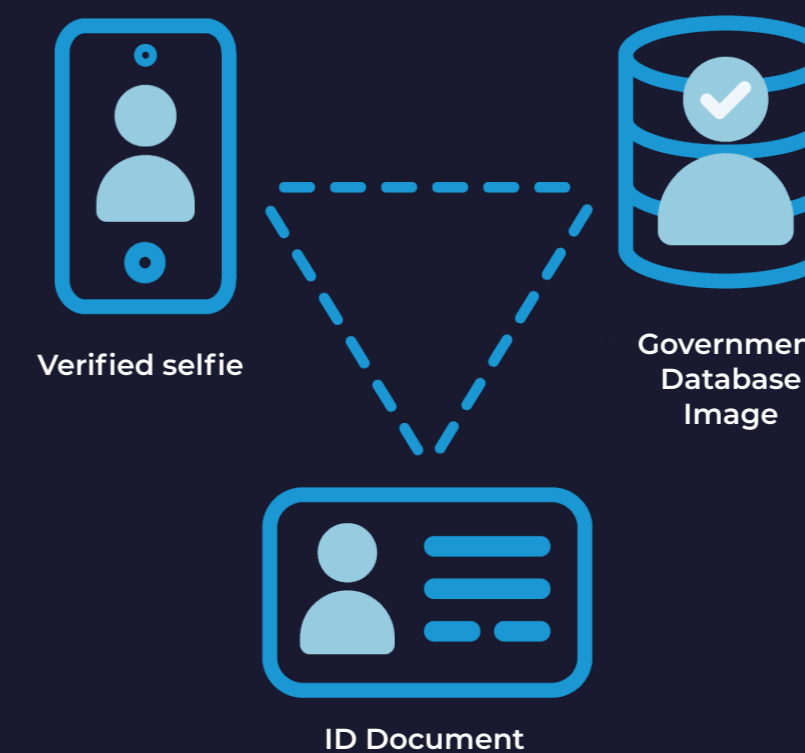 Verified selfie
Governmen
Database
Image
ID Document